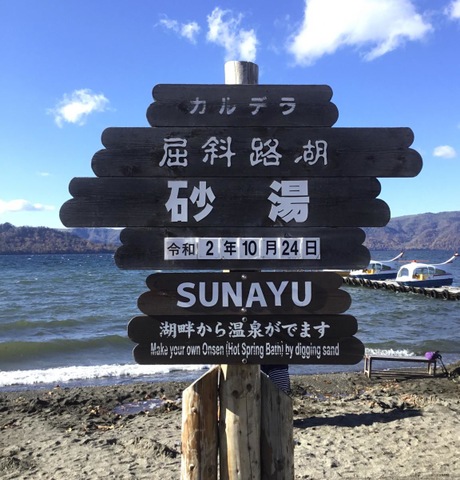 カルデラ
屈斜路湖
砂湯
令和2年10月24日
SUNAYU
湖畔から温泉がでます
Make your own Onsen (Hot Spring Bath) by digging sand